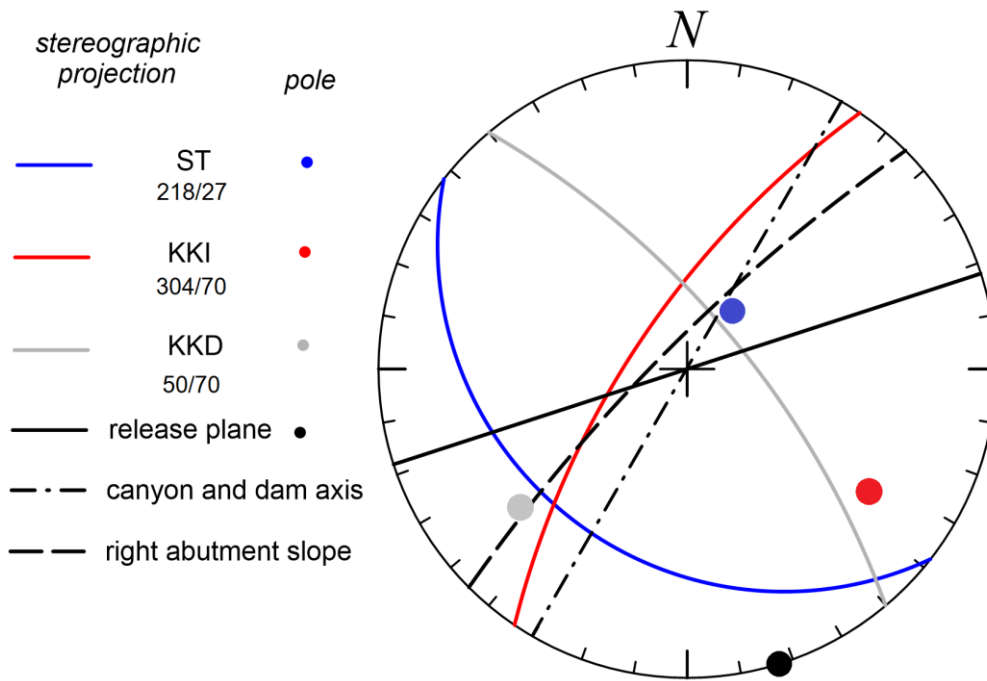 stereographic
projection
pole
N
ST
218/27
KKI
304/70
KKD
50/70
release plane
canyon and dam axis
right abutment slope